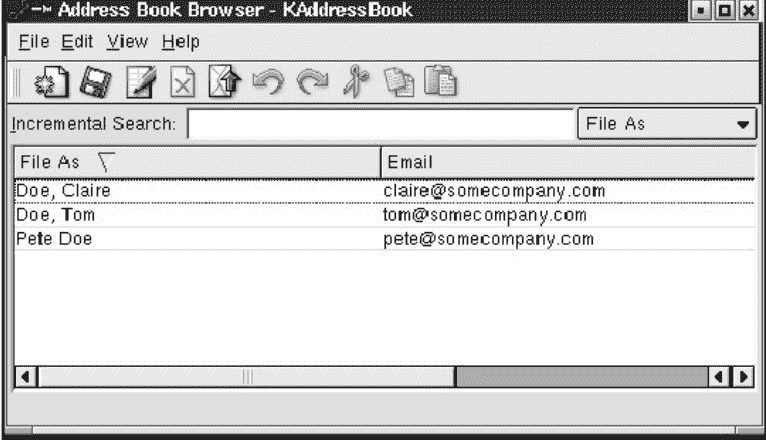 Address Book Browser - KAddressBook
File Edit View Help
Incremental Search: File As
File As Email
Doe, Claire claire@somecompany.com
Doe, Tom tom@somecompany.com
Pete Doe pete@somecompany.com